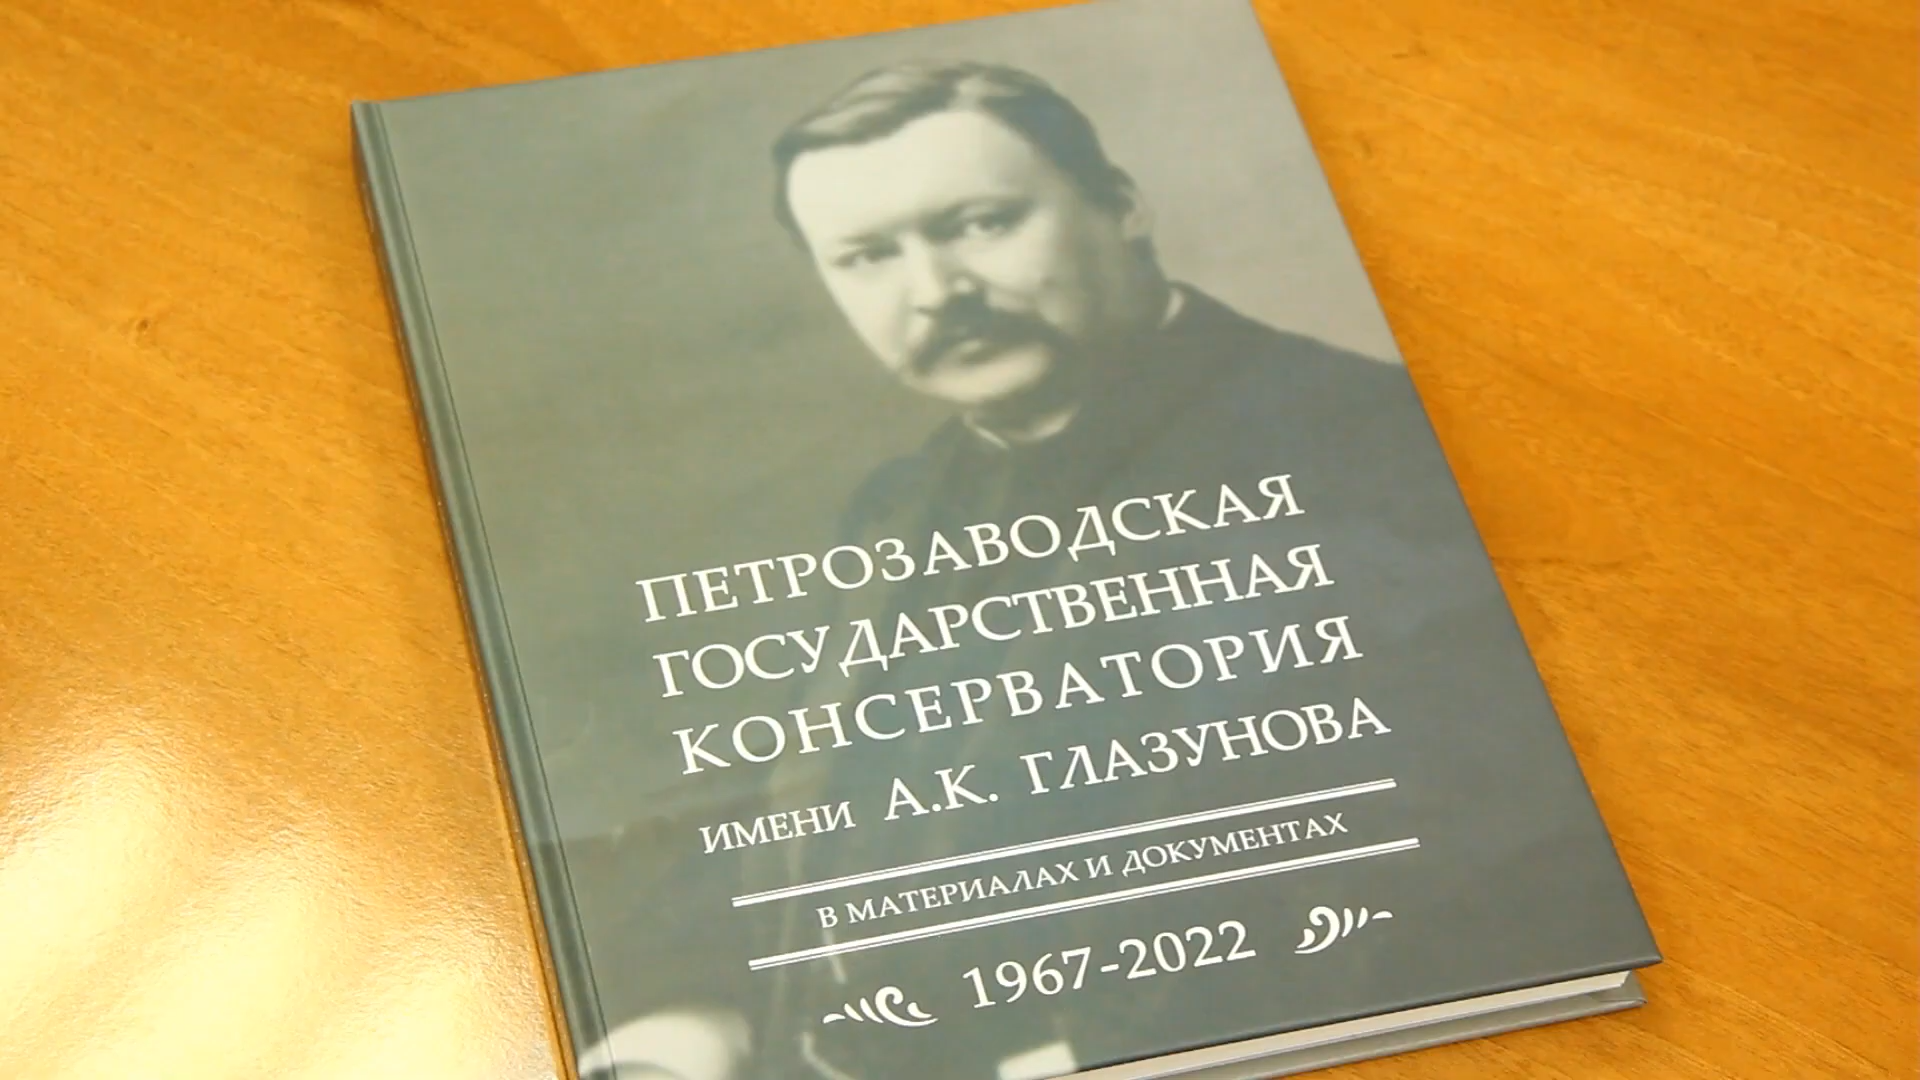 ПЕТРОЗАВОДСКАЯ
ГОСУДАРСТВЕННАЯ
КОНСЕРВАТОРИЯ
ИМЕНИ А.К. ГЛАЗУНОВА
В МАТЕРИАЛАХ И ДОКУМЕНТАХ
1967-2022